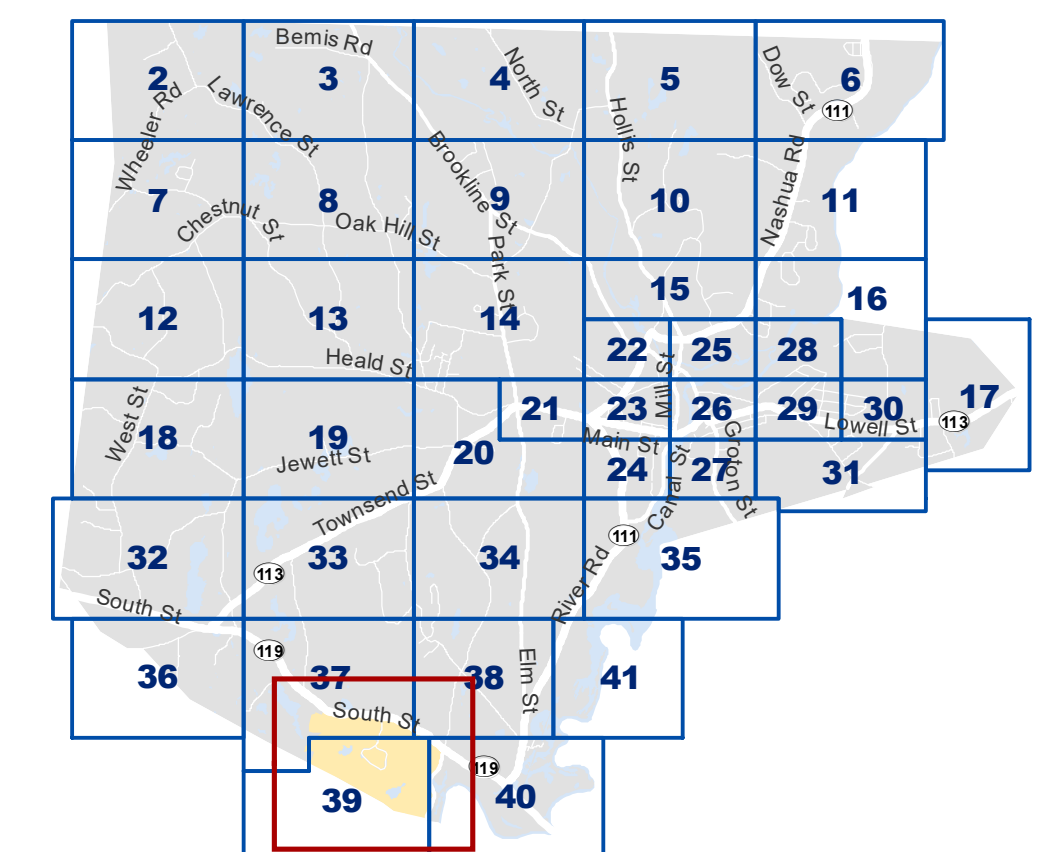 Bemis Rd
2
3
4
North St
5
Dow St
6
111
Wheeler Rd
Lawrence St
Hollis St
Brookline St
Nashua Rd
7
Chestnut St
8
Oak Hill St
9
10
11
Park St
12
13
14
15
16
Heald St
22
Mill St
25
28
17
West St
18
19
Jewett St
20
21
23
26
29
30
Lowell St
113
Main St
24
Canal St
27
Groton St
31
Townsend St
32
113
33
34
River Rd
111
35
South St
119
36
37
38
Elm St
41
South St
119
39
40